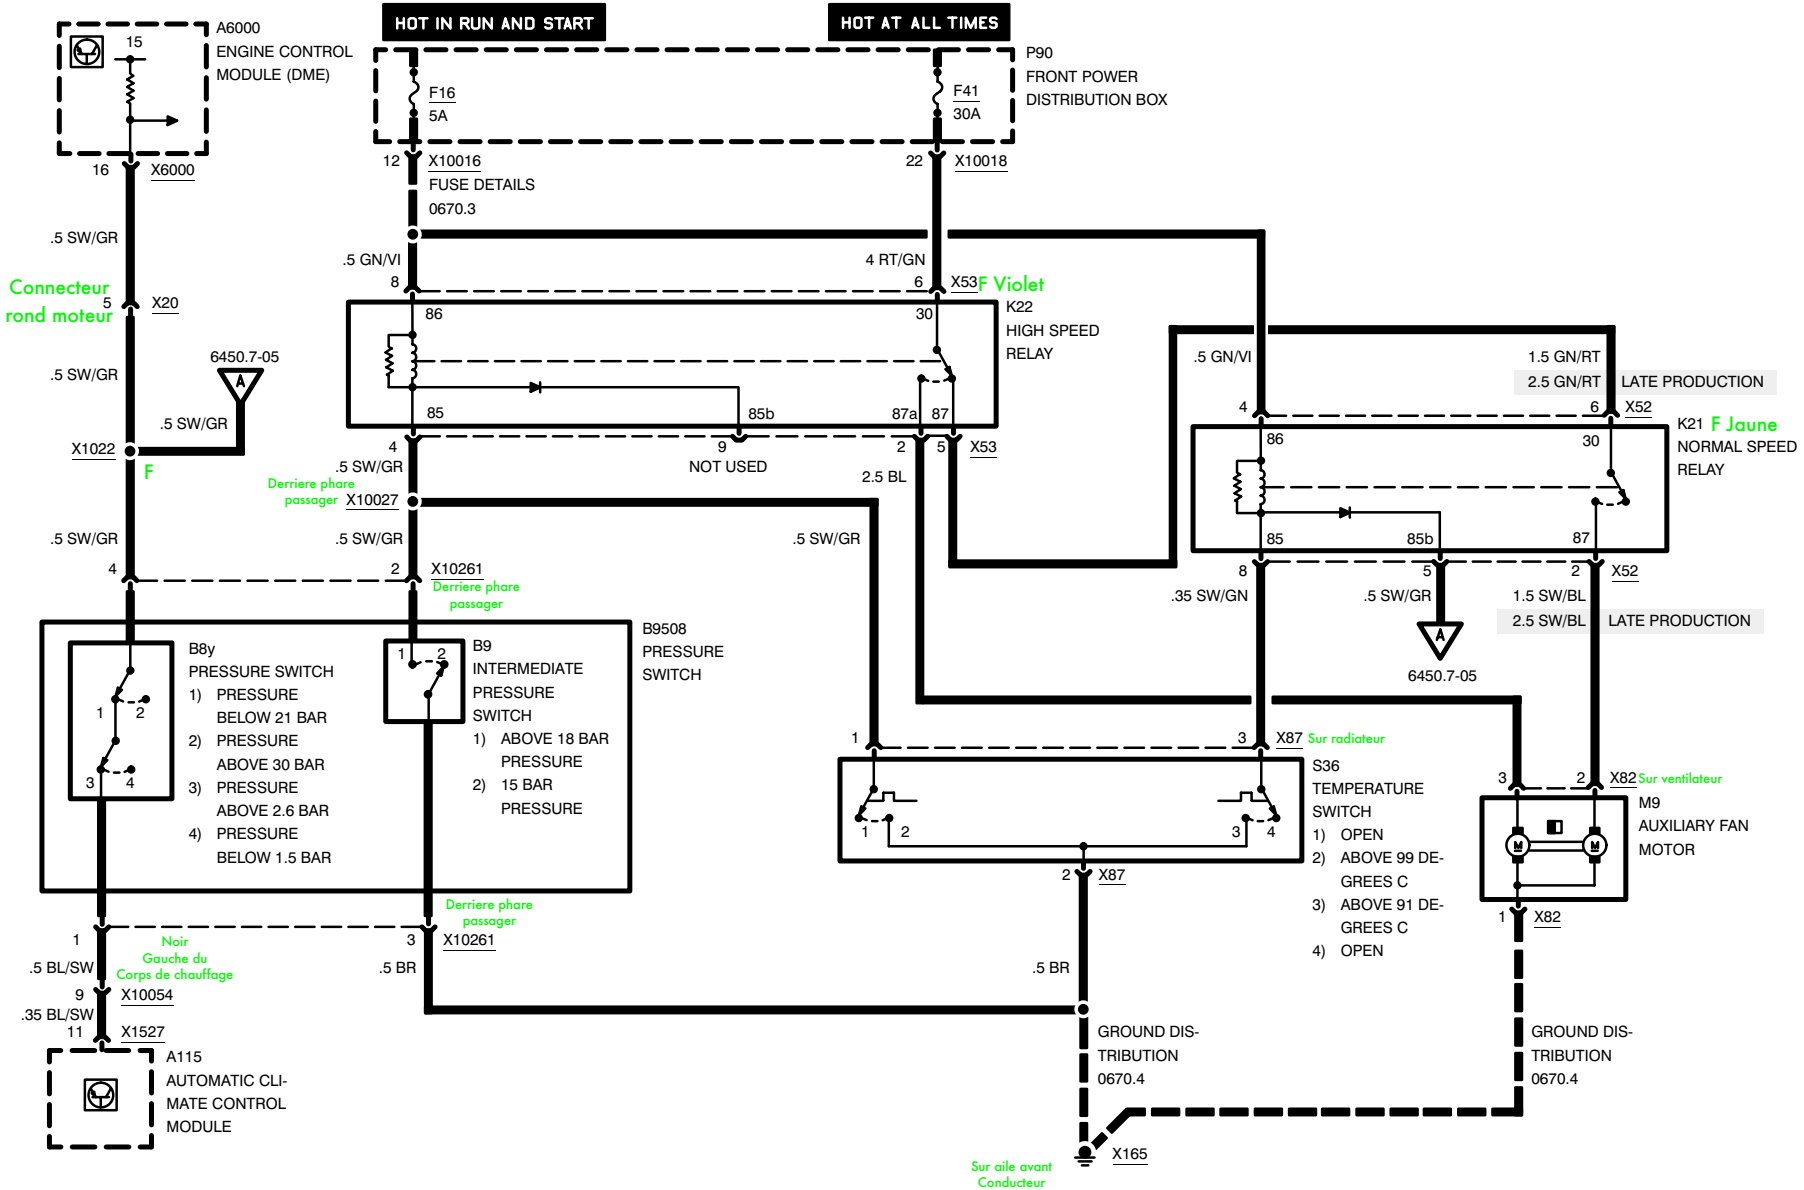 HOT IN RUN AND START
HOT AT ALL TIMES
A6000
ENGINE CONTROL
MODULE (DME)
15
16
X6000
.5 SW/GR
Connecteur
rond moteur
5
X20
.5 SW/GR
6450.7-05
A
.5 SW/GR
X1022
F
.5 SW/GR
4
P90
FRONT POWER
DISTRIBUTION BOX
F16
5A
F41
30A
12
X10016
FUSE DETAILS
0670.3
22
X10018
.5 GN/VI
8
4 RT/GN
6
X53
F Violet
K22
HIGH SPEED
RELAY
86
30
85
85b
87a
87
4
9
NOT USED
2
5
X53
.5 SW/GR
Derriere phare
passager
X10027
2.5 BL
.5 SW/GR
.5 SW/GR
2
X10261
Derriere phare
passager
.5 GN/VI
1.5 GN/RT
2.5 GN/RT
LATE PRODUCTION
4
6
X52
K21
F Jaune
NORMAL SPEED
RELAY
86
30
85
85b
87
8
5
2
X52
.35 SW/GN
.5 SW/GR
1.5 SW/BL
2.5 SW/BL
LATE PRODUCTION
A
6450.7-05
B9508
PRESSURE
SWITCH
B8y
PRESSURE SWITCH
1) PRESSURE
BELOW 21 BAR
2) PRESSURE
ABOVE 30 BAR
3) PRESSURE
ABOVE 2.6 BAR
4) PRESSURE
BELOW 1.5 BAR
1
2
3
4
1
2
B9
INTERMEDIATE
PRESSURE
SWITCH
1) ABOVE 18 BAR
PRESSURE
2) 15 BAR
PRESSURE
1
3
X87
Sur radiateur
S36
TEMPERATURE
SWITCH
1) OPEN
2) ABOVE 99 DE-
GREES C
3) ABOVE 91 DE-
GREES C
4) OPEN
1
2
3
4
2
X87
3
2
X82
Sur ventilateur
M9
AUXILIARY FAN
MOTOR
M
M
1
X82
1
Noir
Gauche du
Corps de chauffage
.5 BL/SW
9
X10054
.35 BL/SW
11
X1527
A115
AUTOMATIC CLI-
MATE CONTROL
MODULE
Derriere phare
passager
3
X10261
.5 BR
.5 BR
GROUND DIS-
TRIBUTION
0670.4
GROUND DIS-
TRIBUTION
0670.4
X165
Sur aile avant
Conducteur